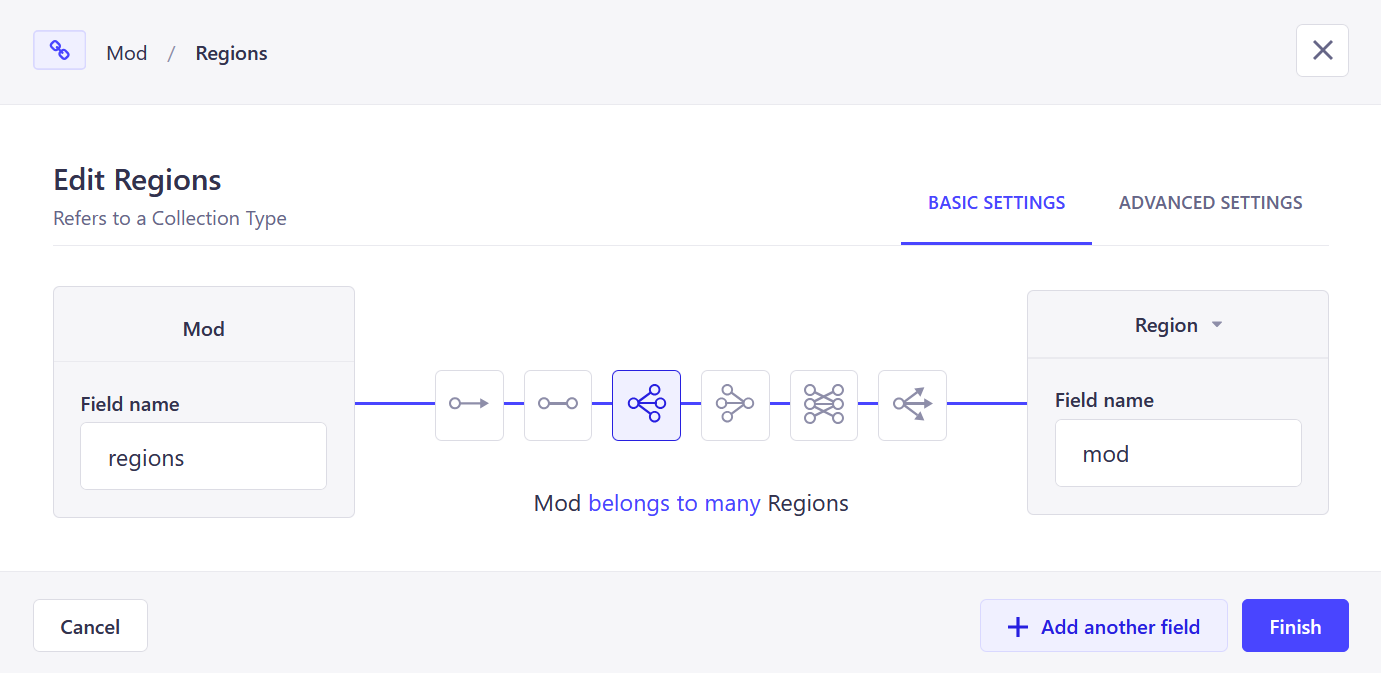 Mod / Regions
Edit Regions
Refers to a Collection Type
BASIC SETTINGS
ADVANCED SETTINGS
Mod
Field name
regions
Mod belongs to many Regions
Region
Field name
mod
Cancel
Add another field
Finish